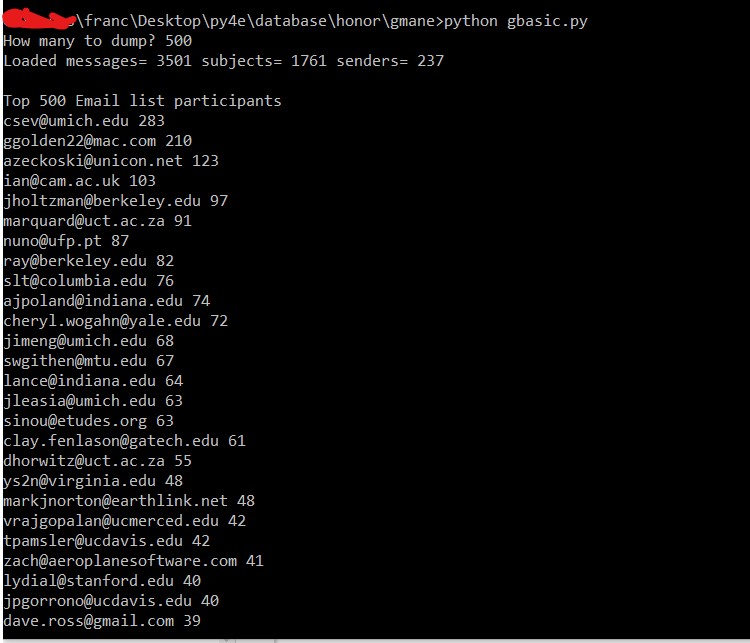 s\franc\Desktop\py4e\database\honor\gmane>python gbasic.py
How many to dump? 500
Loaded messages= 3501 subjects= 1761 senders= 237
Top 500 Email list participants
csev@umich.edu 283
ggolden22@mac.com 210
azeckoski@unicon.net 123
ian@cam.ac.uk 103
jholtzman@berkeley.edu 97
marquard@uct.ac.za 91
nuno@ufp.pt 87
ray@berkeley.edu 82
slt@columbia.edu 76
ajpoland@indiana.edu 74
cheryl.wogahn@yale.edu 72
jimeng@umich.edu 68
swgithen@mtu.edu 67
lance@indiana.edu 64
jleasia@umich.edu 63
sinou@etudes.org 63
clay.fenlason@gatech.edu 61
dhorwitz@uct.ac.za 55
ys2n@virginia.edu 48
markjnorton@earthlink.net 48
vrajgopalan@ucmerced.edu 42
tpamsler@ucdavis.edu 42
zach@aeroplanesoftware.com 41
lydial@stanford.edu 40
jpgorrono@ucdavis.edu 40
dave.ross@gmail.com 39